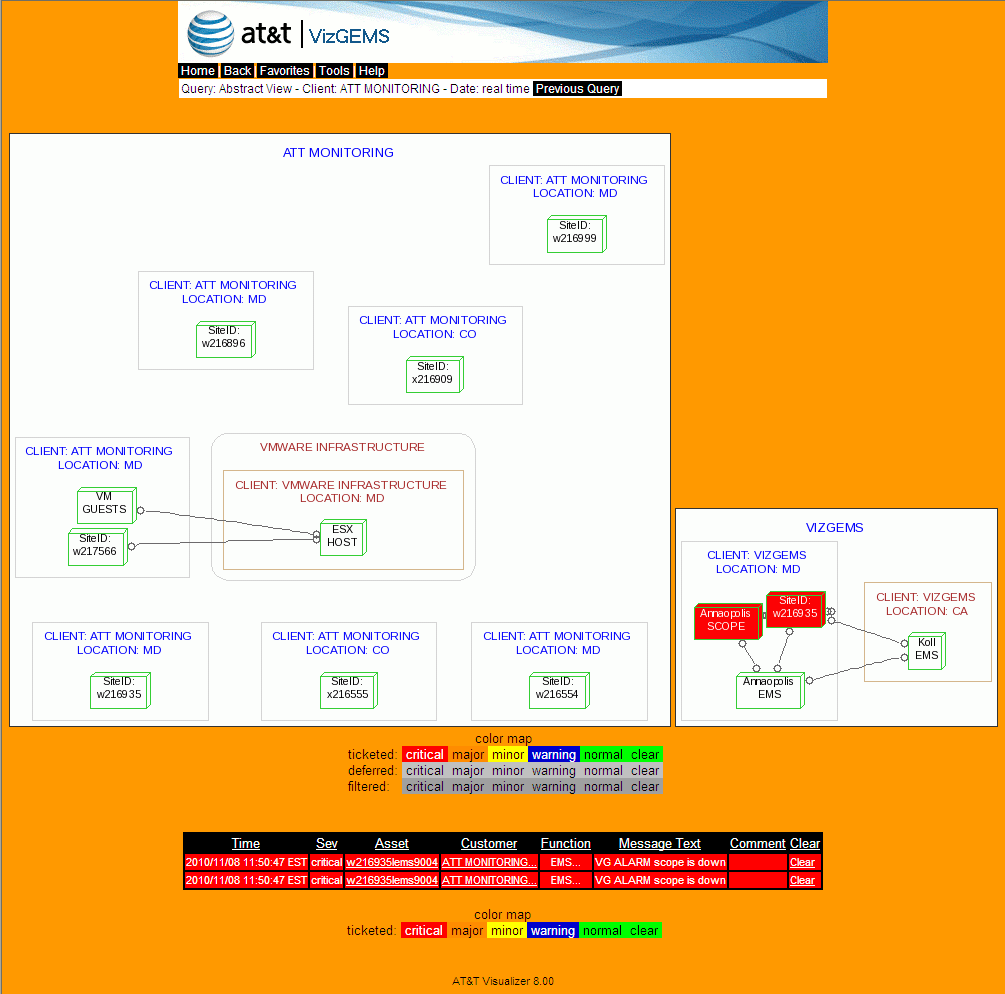 at&t VizGEMS
Home Back Favorites Tools Help
Query: Abstract View - Client: ATT MONITORING - Date: real time Previous Query
ATT MONITORING
CLIENT: ATT MONITORING
LOCATION: MD
SiteID:
w216999
CLIENT: ATT MONITORING
LOCATION: MD
SiteID:
w216896
CLIENT: ATT MONITORING
LOCATION: CO
SiteID:
x216909
CLIENT: ATT MONITORING
LOCATION: MD
VM
GUESTS
SiteID:
w217566
VMWARE INFRASTRUCTURE
CLIENT: VMWARE INFRASTRUCTURE
LOCATION: MD
ESX
HOST
CLIENT: ATT MONITORING
LOCATION: MD
SiteID:
w216935
CLIENT: ATT MONITORING
LOCATION: CO
SiteID:
x216555
CLIENT: ATT MONITORING
LOCATION: MD
SiteID:
w216554
VIZGEMS
CLIENT: VIZGEMS
LOCATION: MD
Annaopolis
SCOPE
SiteID:
w216935
Annaopolis
EMS
CLIENT: VIZGEMS
LOCATION: CA
Koll
EMS
color map
ticketed: critical major minor warning normal clear
deferred: critical major minor warning normal clear
filtered: critical major minor warning normal clear
Time Sev Asset Customer Function Message Text Comment Clear
2010/11/08 11:50:47 EST critical w216935lems9004 ATT MONITORING... EMS... VG ALARM scope is down Clear
2010/11/08 11:50:47 EST critical w216935lems9004 ATT MONITORING... EMS... VG ALARM scope is down Clear
color map
ticketed: critical major minor warning normal clear
AT&T Visualizer 8.00